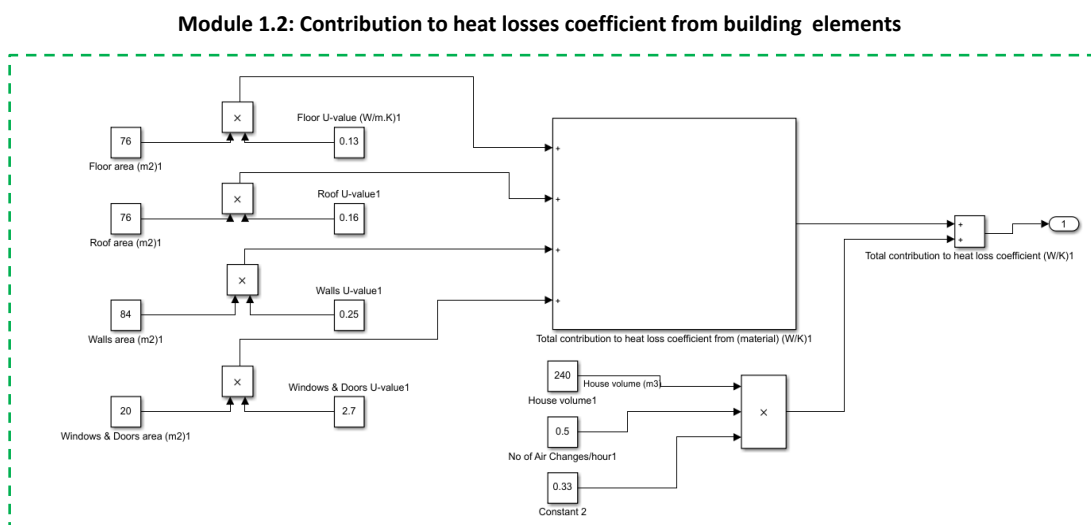 Module 1.2: Contribution to heat losses coefficient from building elements
×
Floor U-value (W/m.K)1
76
0.13
Floor area (m2)1
×
Roof U-value1
76
0.16
Roof area (m2)1
×
Walls U-value1
84
0.25
Walls area (m2)1
×
Windows & Doors U-value1
20
2.7
Windows & Doors area (m2)1
+
+
+
+
Total contribution to heat loss coefficient from (material) (W/K)1
240
House volume (m3)
House volume1
0.5
No of Air Changes/hour1
0.33
Constant 2
×
+
+
Total contribution to heat loss coefficient (W/K)1
1